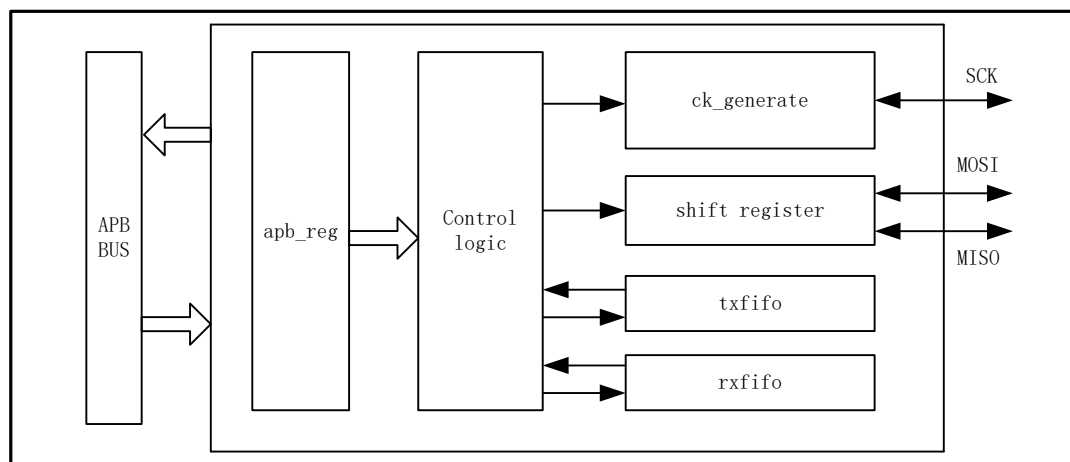 APB
BUS
apb_reg
Control
logic
ck_generate
shift register
txfifo
rxfifo
SCK
MOSI
MISO